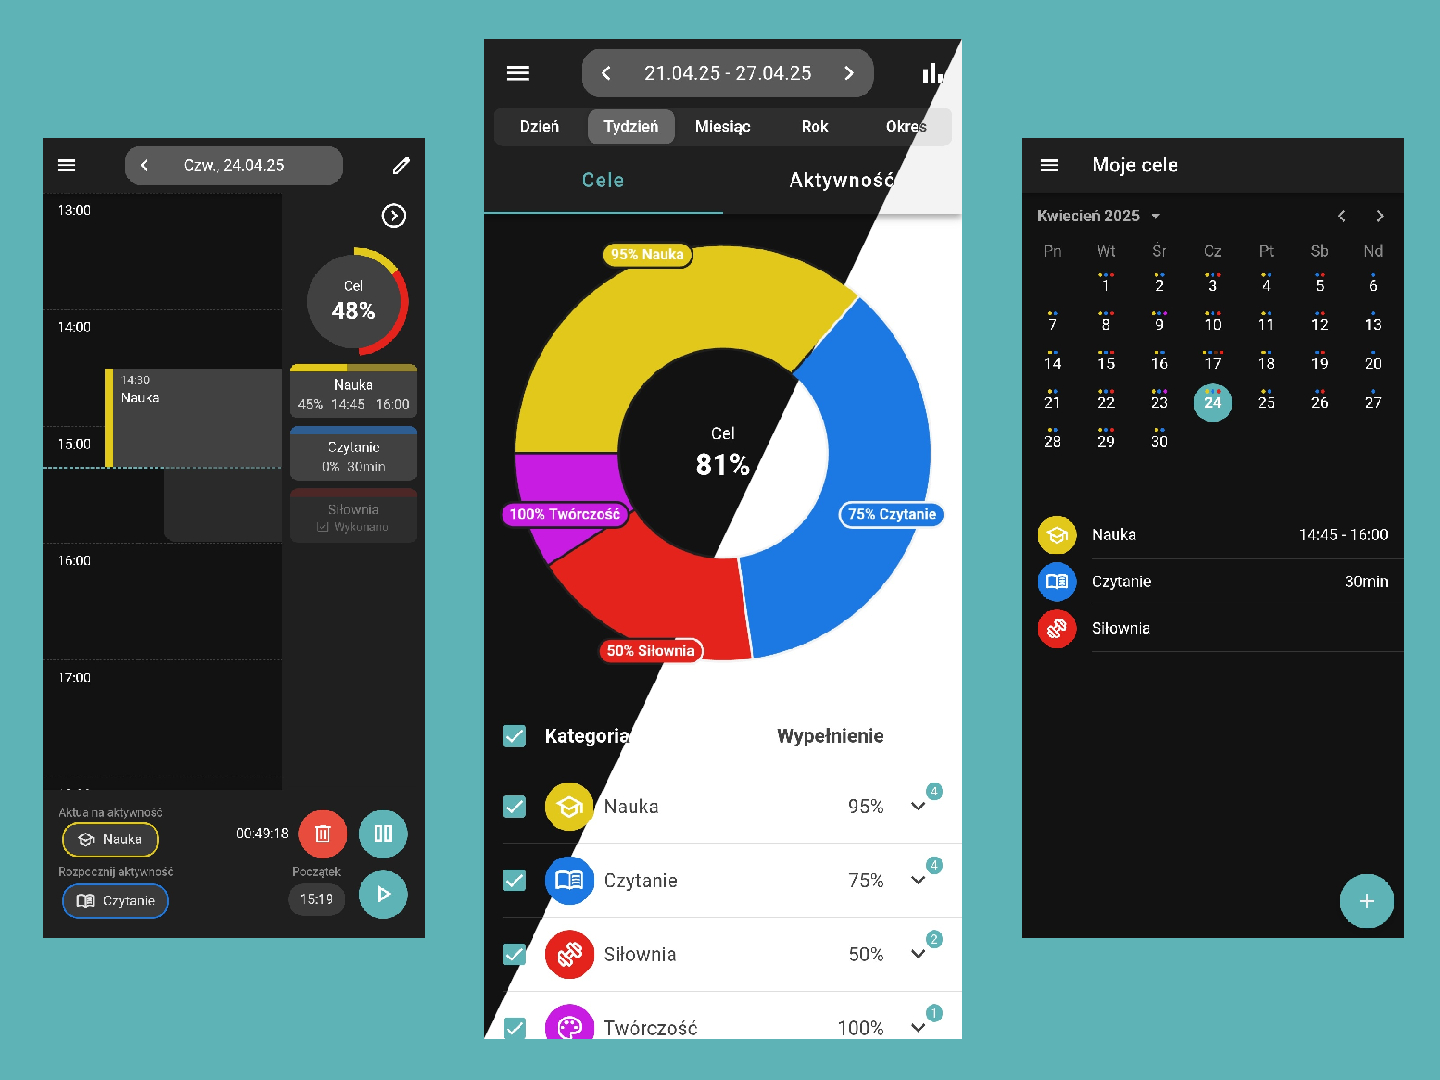 Czw., 24.04.25
13:00
14:00
14:30
Nauka
15:00
16:00
17:00
Cel
48%
Nauka
45% 14:45 16:00
Czytanie
0% 30min
Siłownia
Wykonano
Aktua na aktywność
Nauka
00:49:18
Rozpocznij aktywność
Początek
Czytanie
15:19
21.04.25 - 27.04.25
Dzień Tydzień Miesiąc Rok Okres
Cele Aktywność
95% Nauka
Cel
81%
100% Twórczość
75% Czytanie
50% Siłownia
Kategoria Wypełnienie
Nauka 95% 4
Czytanie 75% 4
Siłownia 50% 2
Twórczość 100% 1
Moje cele
Kwiecień 2025
Pn Wt Śr Cz Pt Sb Nd
1 2 3 4 5 6
7 8 9 10 11 12 13
14 15 16 17 18 19 20
21 22 23 24 25 26 27
28 29 30
Nauka 14:45 - 16:00
Czytanie 30min
Siłownia